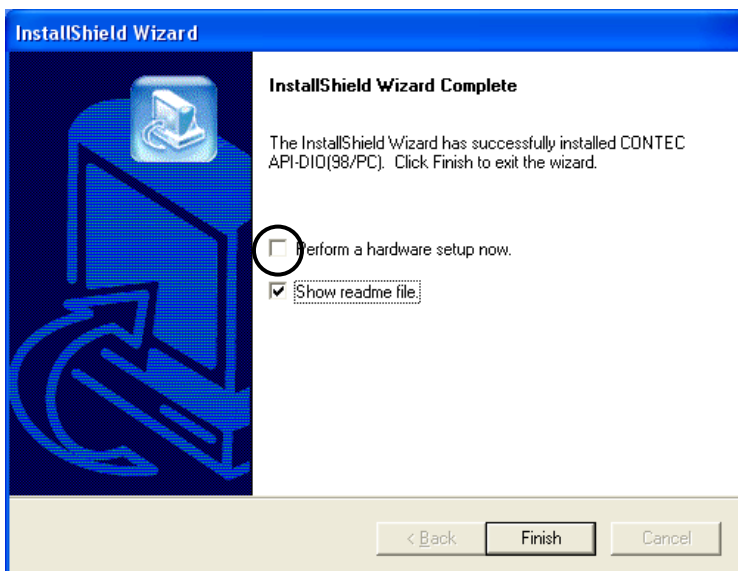 InstallShield Wizard
InstallShield Wizard Complete
The InstallShield Wizard has successfully installed CONTEC
API-DIO(98/PC).  Click Finish to exit the wizard.
Perform a hardware setup now.
Show readme file.
< Back
Finish
Cancel